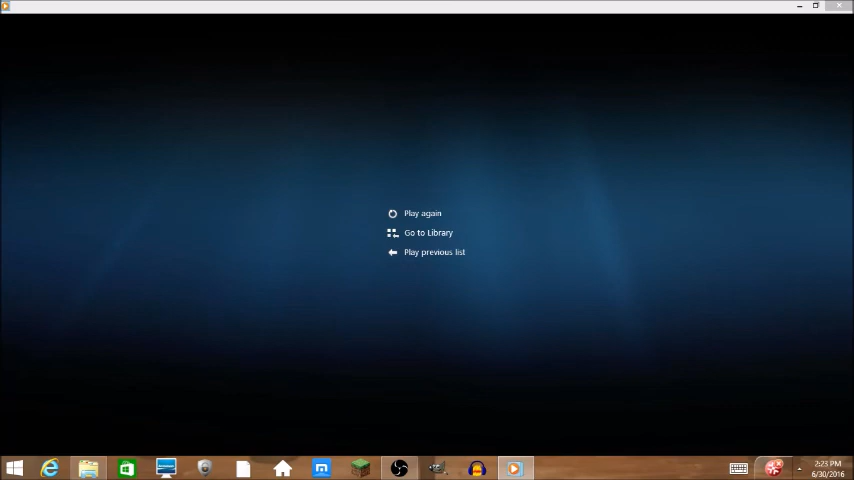 Play again
Go to Library
Play previous list
2:23 PM
6/30/2016